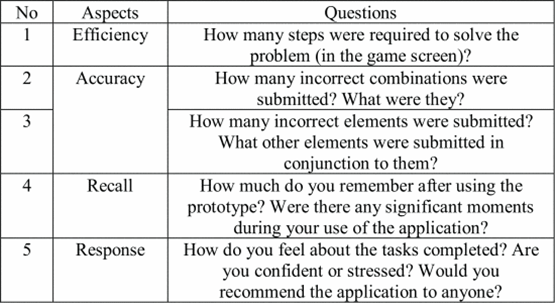 No Aspects Questions
1 Efficiency How many steps were required to solve the
problem (in the game screen)?
2 Accuracy How many incorrect combinations were
submitted? What were they?
3 How many incorrect elements were submitted?
What other elements were submitted in
conjunction to them?
4 Recall How much do you remember after using the
prototype? Were there any significant moments
during your use of the application?
5 Response How do you feel about the tasks completed? Are
you confident or stressed? Would you
recommend the application to anyone?